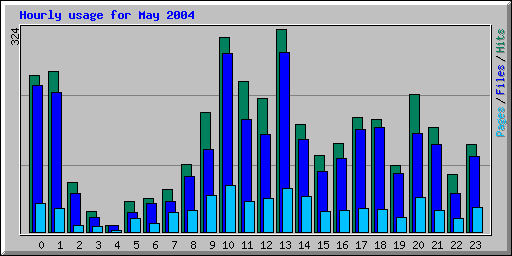 Hourly usage for May 2004
324
Pages/Files/Hits
0 1 2 3 4 5 6 7 8 9 10 11 12 13 14 15 16 17 18 19 20 21 22 23